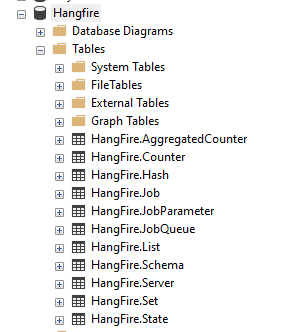 Hangfire
Database Diagrams
Tables
System Tables
FileTables
External Tables
Graph Tables
HangFire.AggregatedCounter
HangFire.Counter
HangFire.Hash
HangFire.Job
HangFire.JobParameter
HangFire.JobQueue
HangFire.List
HangFire.Schema
HangFire.Server
HangFire.Set
HangFire.State